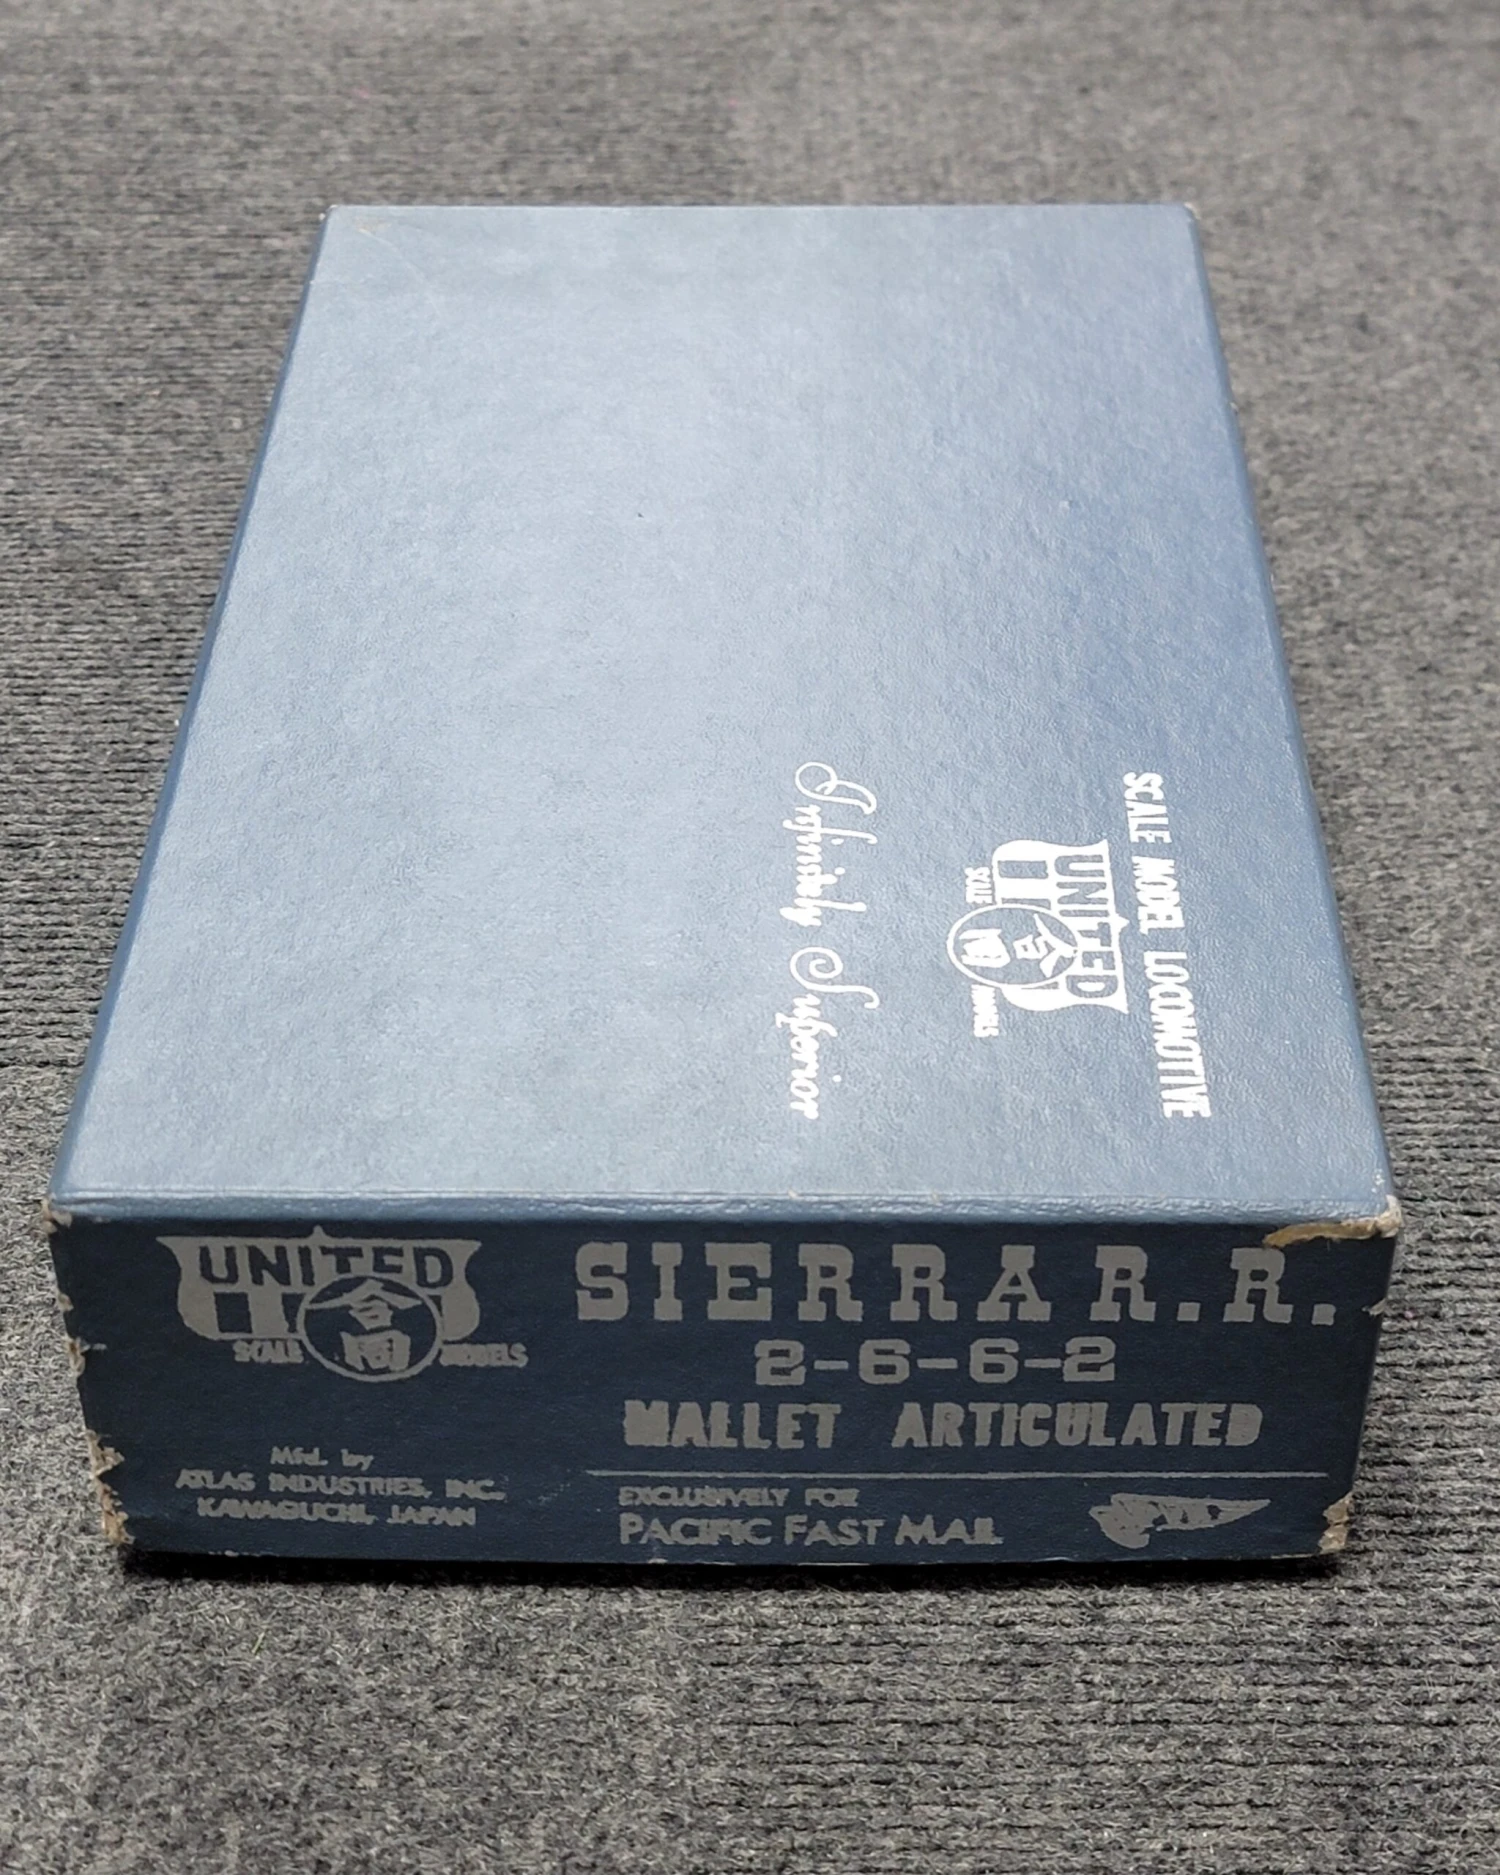 SCALE MODEL LOCOMOTIVE
UNITED
合同
SCALE MODELS
Infinitely Superior
UNITED
合同
SCALE MODELS
Mfd. by
ATLAS INDUSTRIES, INC.
KAWAGUCHI, JAPAN
SIERRA R.R.
2-6-6-2
MALLET ARTICULATED
EXCLUSIVELY FOR
PACIFIC FAST MAIL